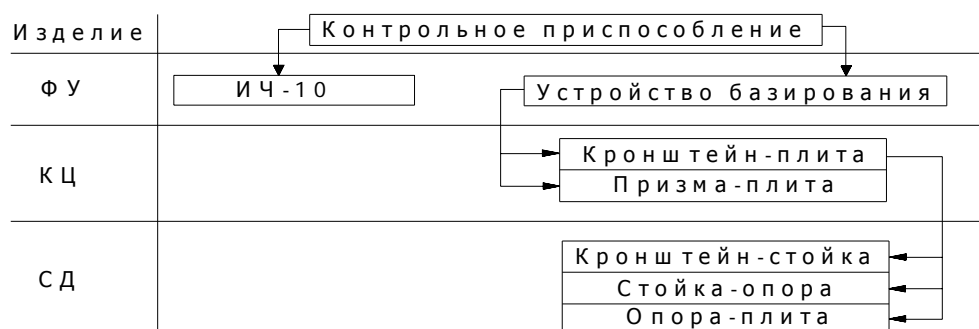 Изделие
Контрольное приспособление
ФУ
ИЧ-10
Устройство базирования
КЦ
Кронштейн-плита
Призма-плита
СД
Кронштейн-стойка
Стойка-опора
Опора-плита